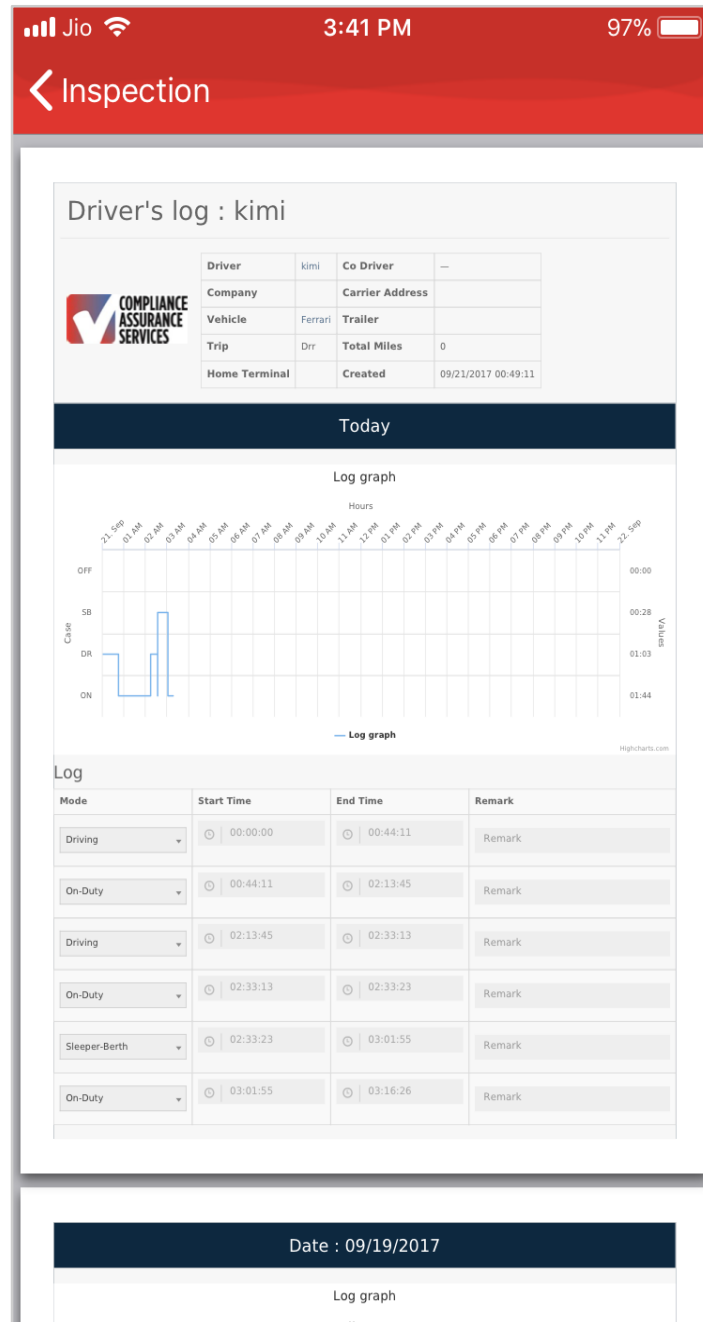 Jio 3:41 PM 97%
Inspection
Driver's log : kimi
COMPLIANCE
ASSURANCE
SERVICES
Driver kimi Co Driver —
Company Carrier Address
Vehicle Ferrari Trailer
Trip Drr Total Miles 0
Home Terminal Created 09/21/2017 00:49:11
Today
Log graph
Hours
21. Sep 01 AM 02 AM 03 AM 04 AM 05 AM 06 AM 07 AM 08 AM 09 AM 10 AM 11 AM 12 PM 01 PM 02 PM 03 PM 04 PM 05 PM 06 PM 07 PM 08 PM 09 PM 10 PM 11 PM 22. Sep
OFF 00:00
SB 00:28
Case Values
DR 01:03
ON 01:44
Log graph
Highcharts.com
Log
Mode Start Time End Time Remark
Driving 00:00:00 00:44:11 Remark
On-Duty 00:44:11 02:13:45 Remark
Driving 02:13:45 02:33:13 Remark
On-Duty 02:33:13 02:33:23 Remark
Sleeper-Berth 02:33:23 03:01:55 Remark
On-Duty 03:01:55 03:16:26 Remark
Date : 09/19/2017
Log graph